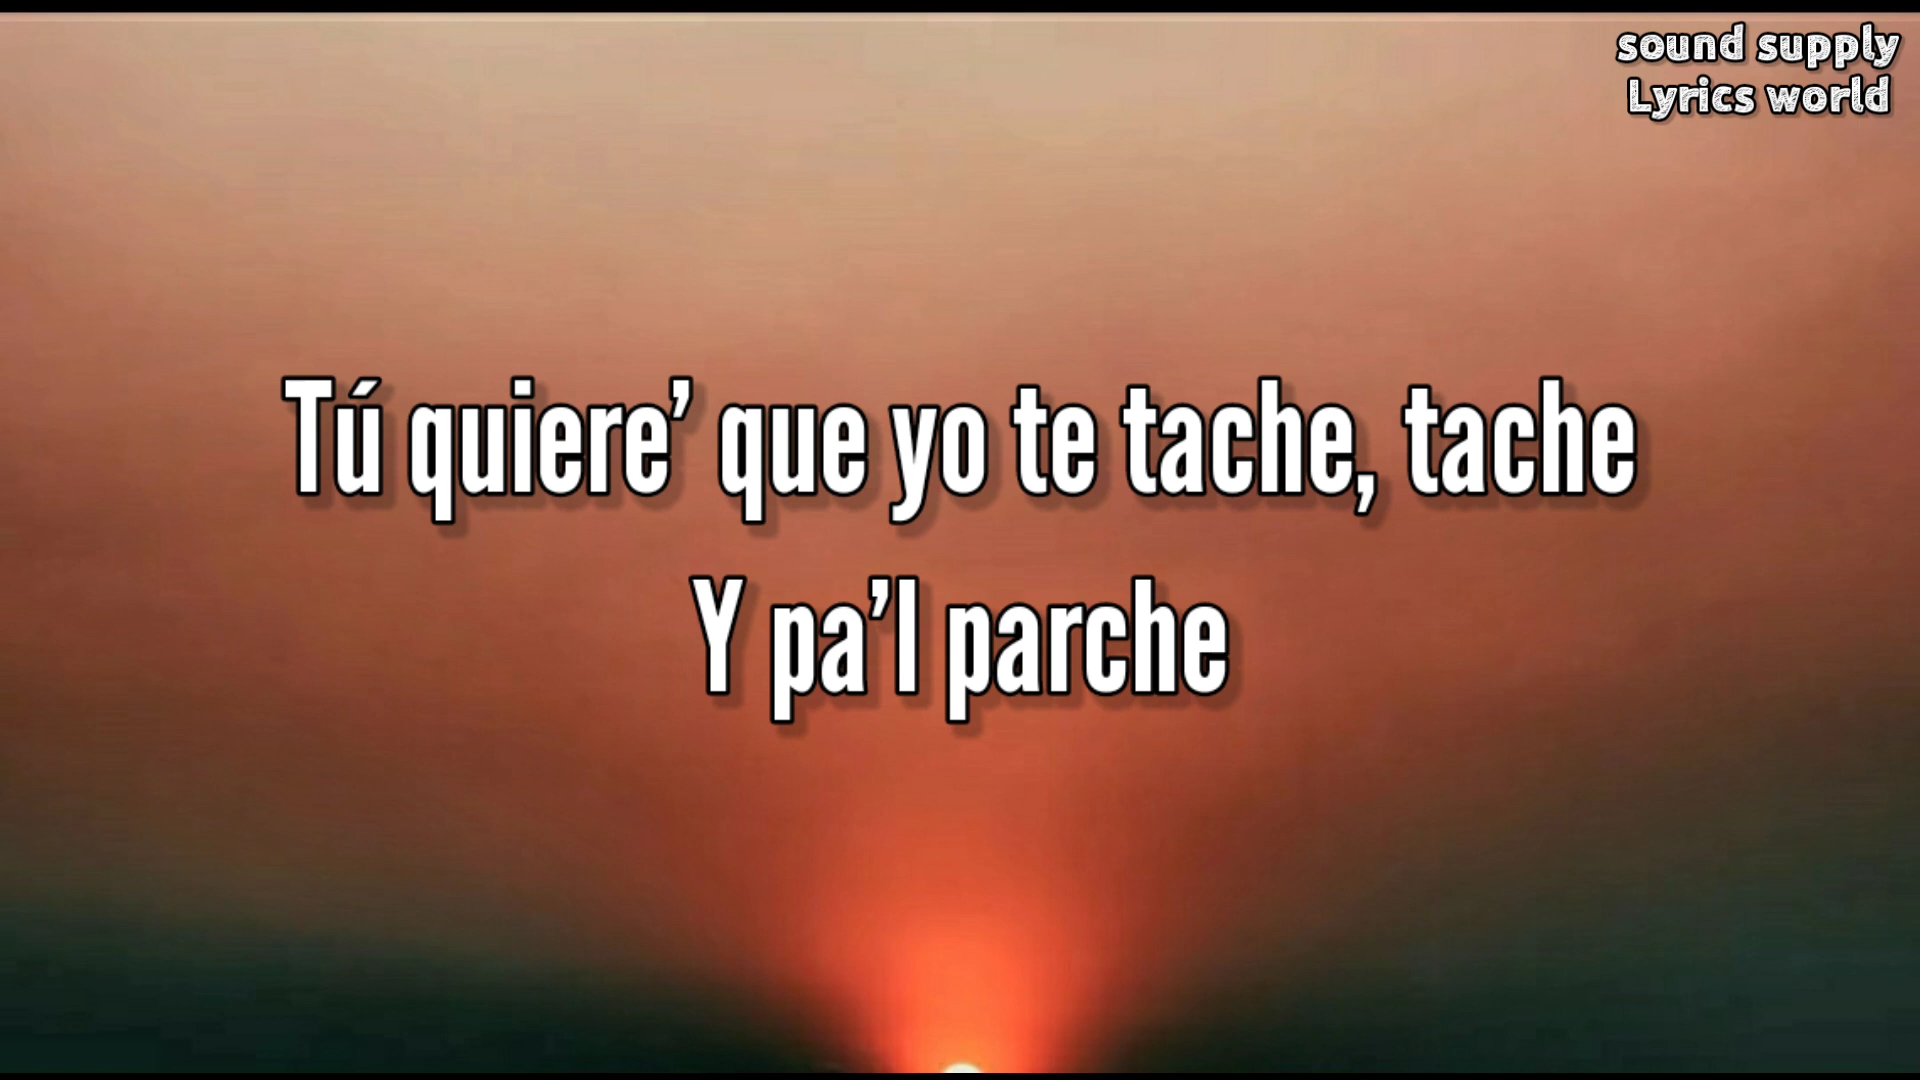 sound supply
Lyrics world
Tú quiere’ que yo te tache, tache
Y pa’l parche